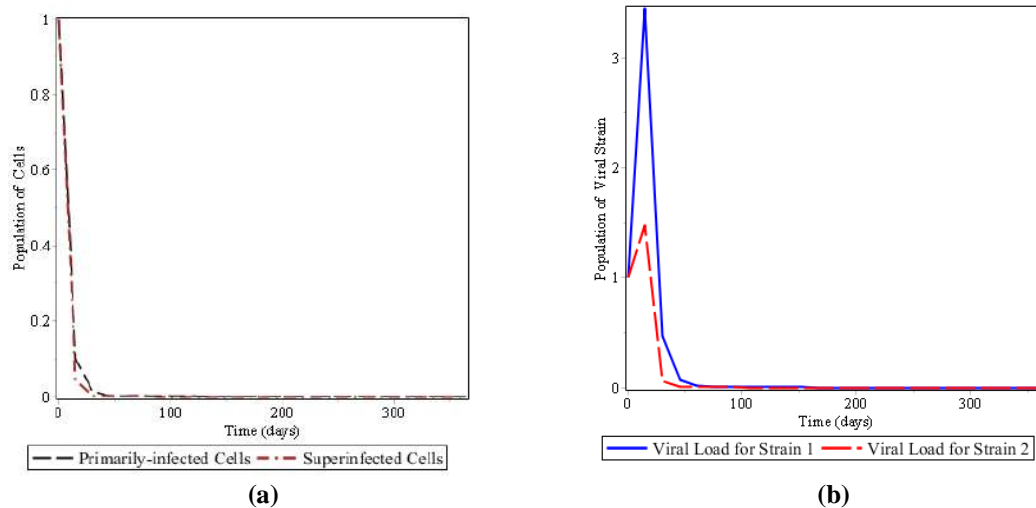 1
0.8
0.6
0.4
0.2
0
Population of Cells
0 100 200 300
Time (days)
Primarily-infected Cells Superinfected Cells
(a)
3
2
1
0
Population of Viral Strain
0 100 200 300
Time (days)
Viral Load for Strain 1 Viral Load for Strain 2
(b)